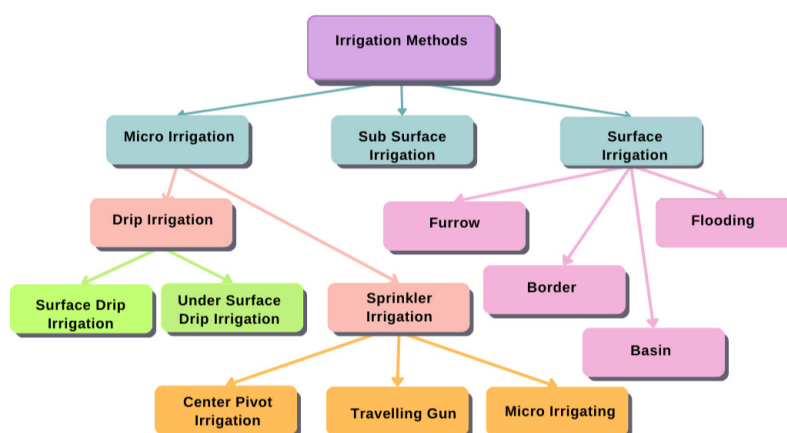 Irrigation Methods
Micro Irrigation
Sub Surface
Irrigation
Surface
Irrigation
Drip Irrigation
Furrow
Flooding
Surface Drip
Irrigation
Under Surface
Drip Irrigation
Sprinkler
Irrigation
Border
Basin
Center Pivot
Irrigation
Travelling Gun
Micro Irrigating